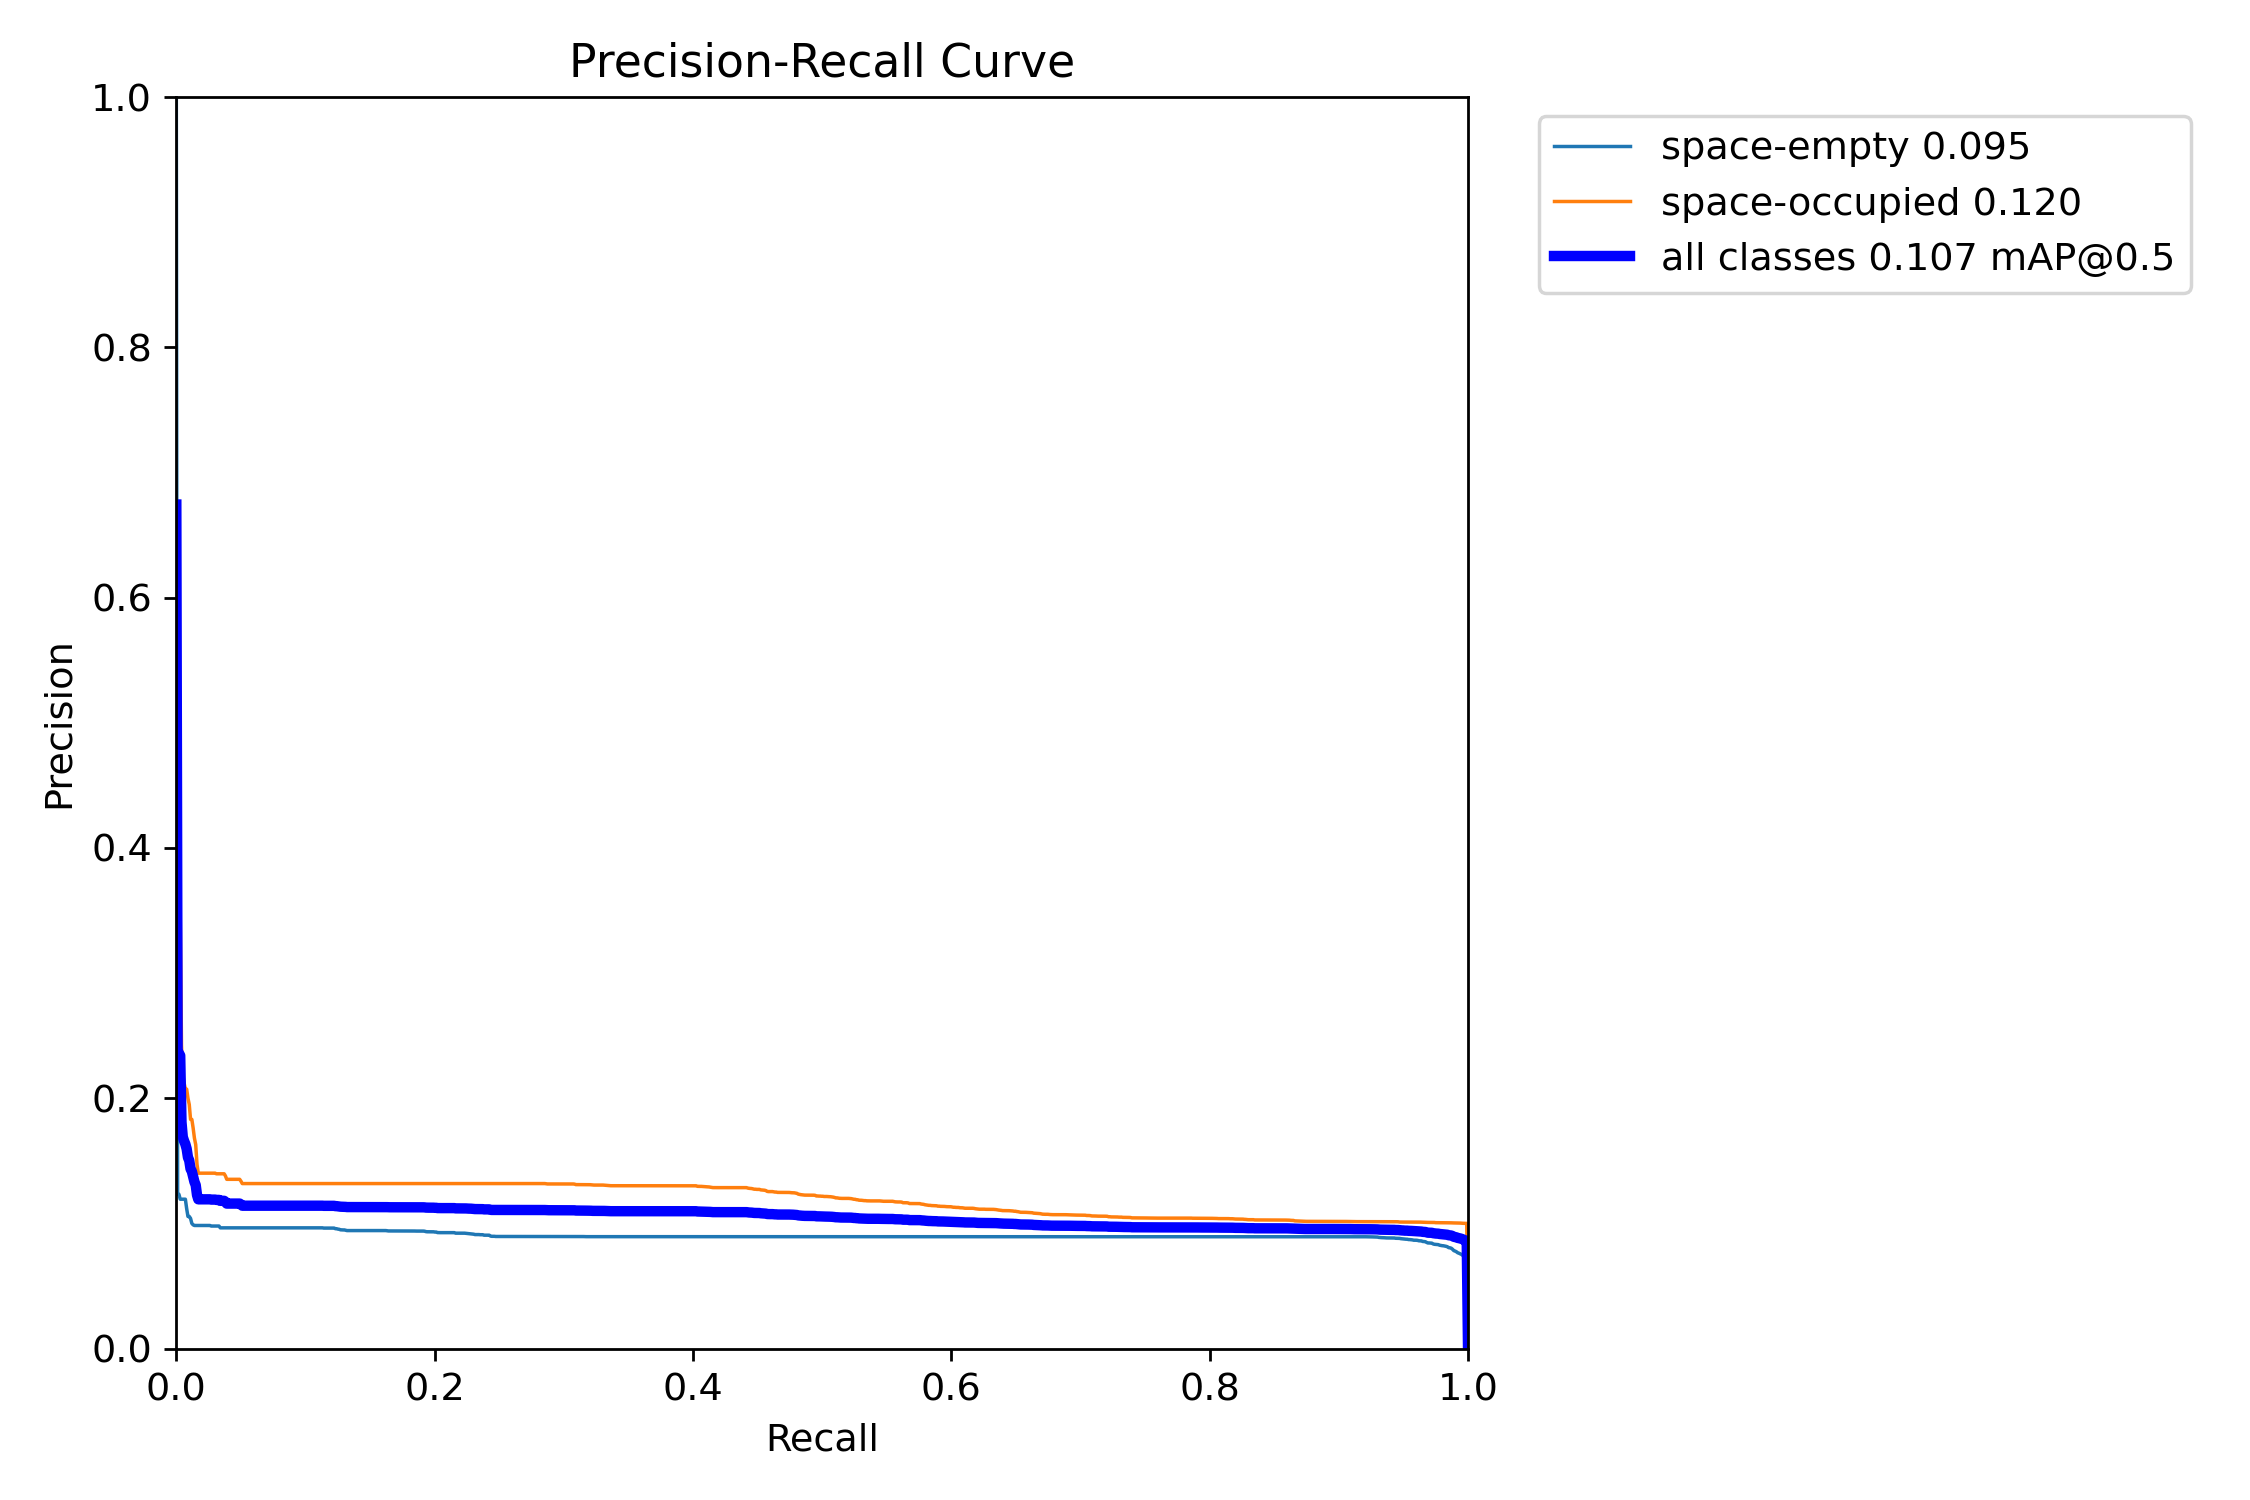 Precision-Recall Curve
1.0
0.8
0.6
0.4
0.2
0.0
Precision
0.0 0.2 0.4 0.6 0.8 1.0
Recall
space-empty 0.095
space-occupied 0.120
all classes 0.107 mAP@0.5